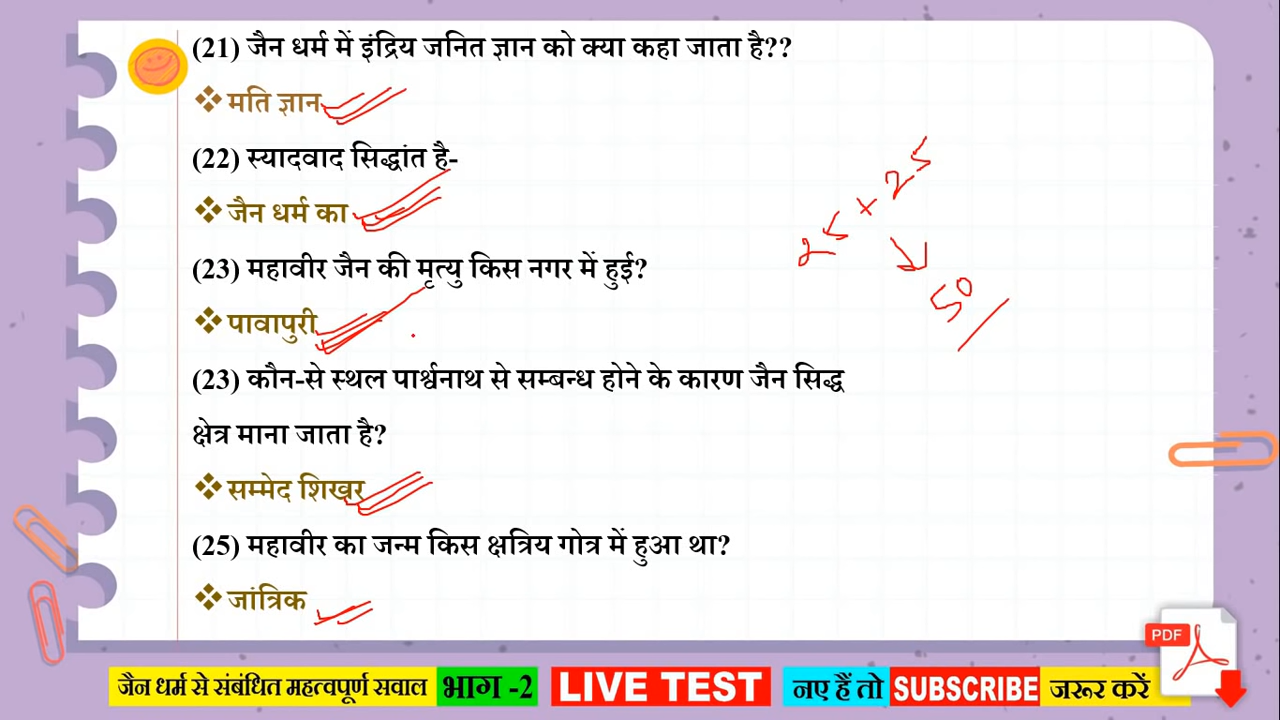 (21) जैन धर्म में इंद्रिय जनित ज्ञान को क्या कहा जाता है??
❖ मति ज्ञान
(22) स्यादवाद सिद्धांत है-
❖ जैन धर्म का
(23) महावीर जैन की मृत्यु किस नगर में हुई?
❖ पावापुरी
(23) कौन-से स्थल पार्श्वनाथ से सम्बन्ध होने के कारण जैन सिद्ध
क्षेत्र माना जाता है?
❖ सम्मेद शिखर
(25) महावीर का जन्म किस क्षत्रिय गोत्र में हुआ था?
❖ जांत्रिक
25 + 25
50
PDF
जैन धर्म से संबंधित महत्वपूर्ण सवाल भाग -2 LIVE TEST नए हैं तो SUBSCRIBE जरूर करें